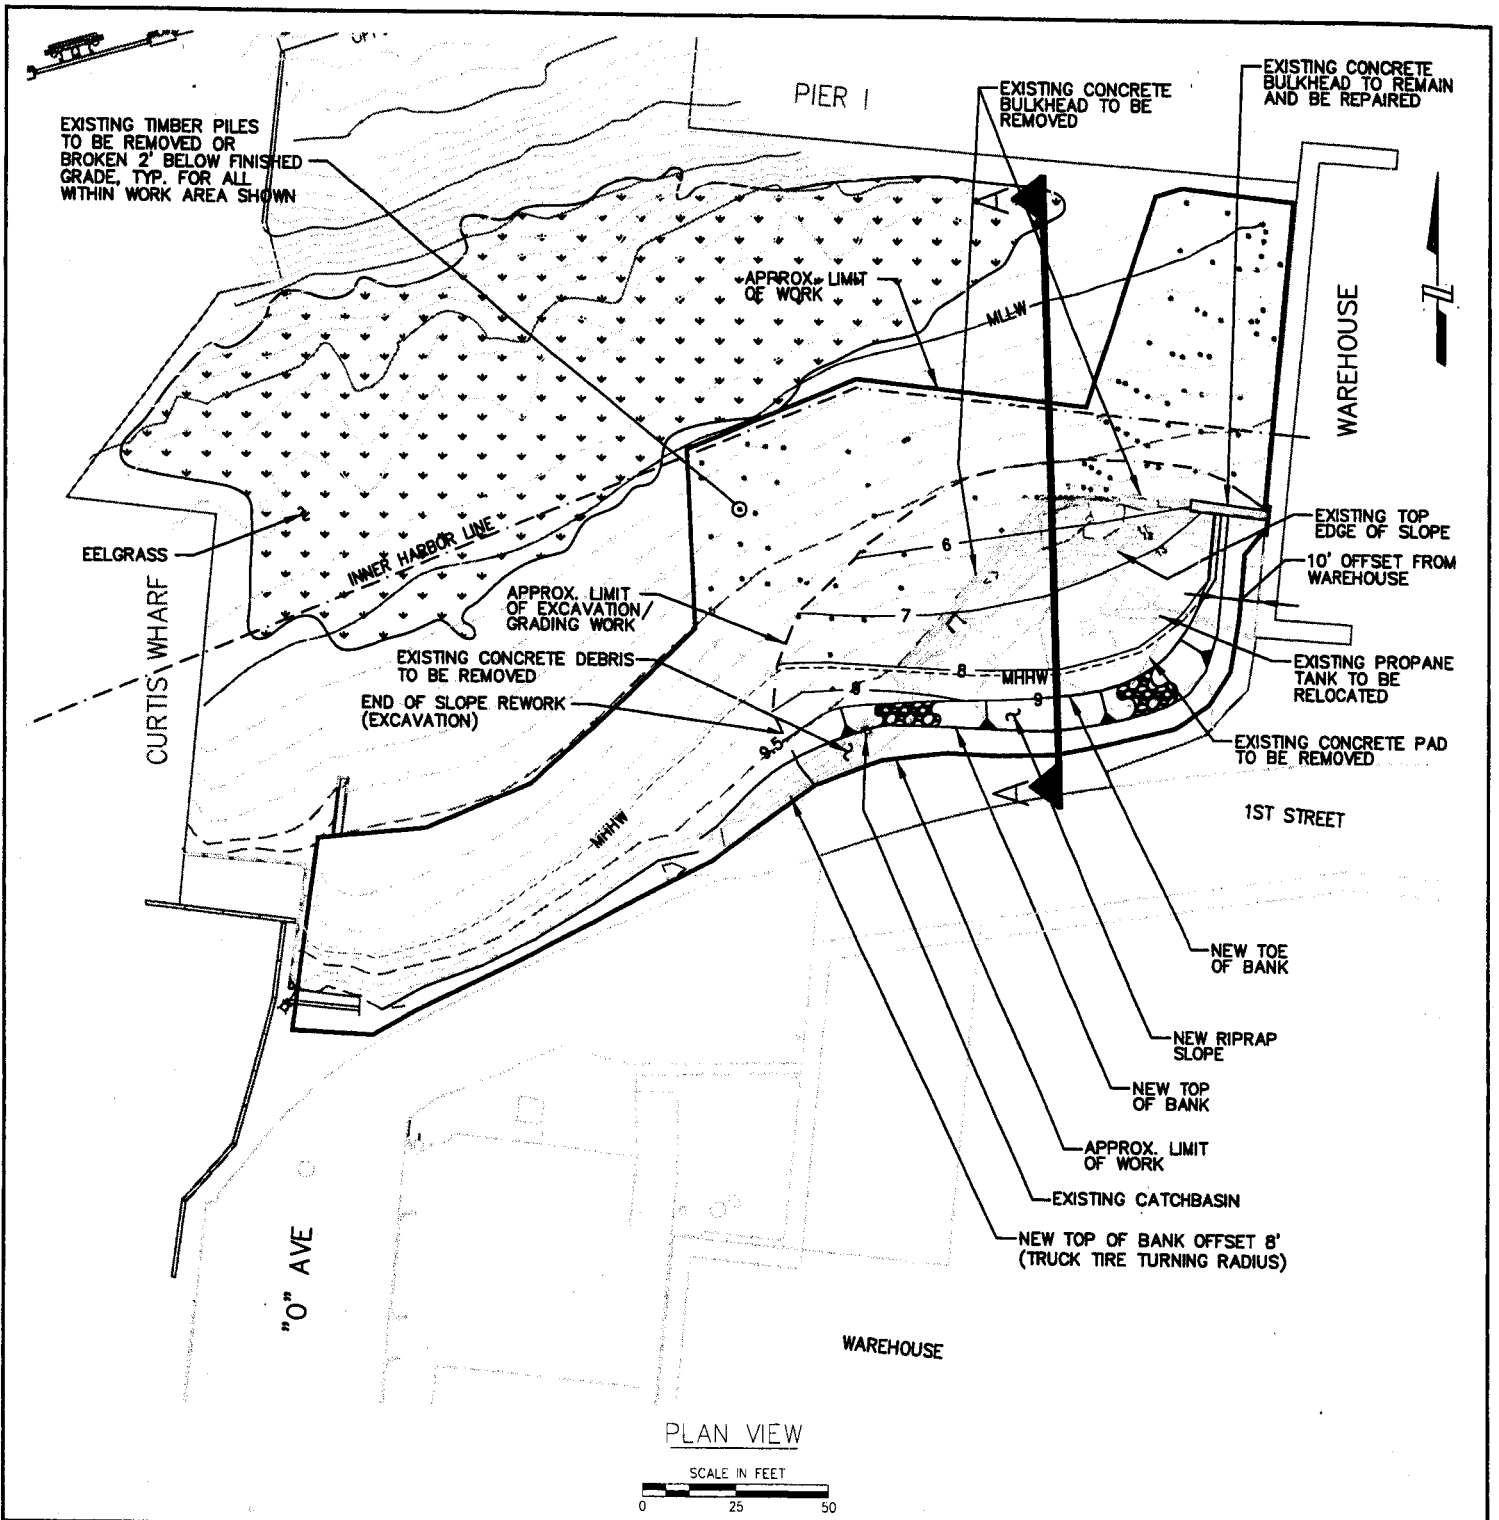 PIER 1
EXISTING CONCRETE
BULKHEAD TO BE
REMOVED
EXISTING CONCRETE
BULKHEAD TO REMAIN
AND BE REPAIRED
EXISTING TIMBER PILES
TO BE REMOVED OR
BROKEN 2' BELOW FINISHED
GRADE, TYP. FOR ALL
WITHIN WORK AREA SHOWN
A
APPROX. LIMIT
OF WORK
MLLW
WAREHOUSE
N
EELGRASS
INNER HARBOR LINE
CURTIS WHARF
6
EXISTING TOP
EDGE OF SLOPE
10' OFFSET FROM
WAREHOUSE
APPROX. LIMIT
OF EXCAVATION/
GRADING WORK
7
EXISTING CONCRETE DEBRIS
TO BE REMOVED
8
MHHW
9
EXISTING PROPANE
TANK TO BE
RELOCATED
END OF SLOPE REWORK
(EXCAVATION)
9.5
EXISTING CONCRETE PAD
TO BE REMOVED
A
1ST STREET
MHHW
NEW TOE
OF BANK
NEW RIPRAP
SLOPE
NEW TOP
OF BANK
APPROX. LIMIT
OF WORK
EXISTING CATCHBASIN
NEW TOP OF BANK OFFSET 8'
(TRUCK TIRE TURNING RADIUS)
"O" AVE
WAREHOUSE
PLAN VIEW
SCALE IN FEET
0 25 50